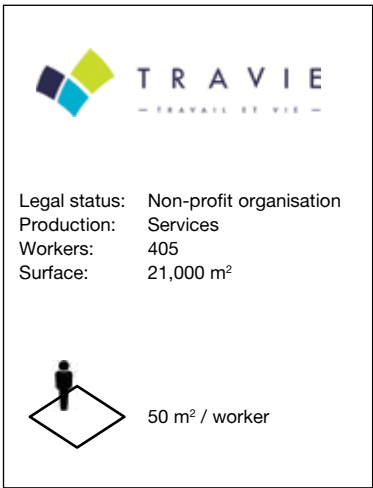 TRAVIE
— TRAVAIL ET VIE —
Legal status: Non-profit organisation
Production: Services
Workers: 405
Surface: 21,000 m²
50 m² / worker